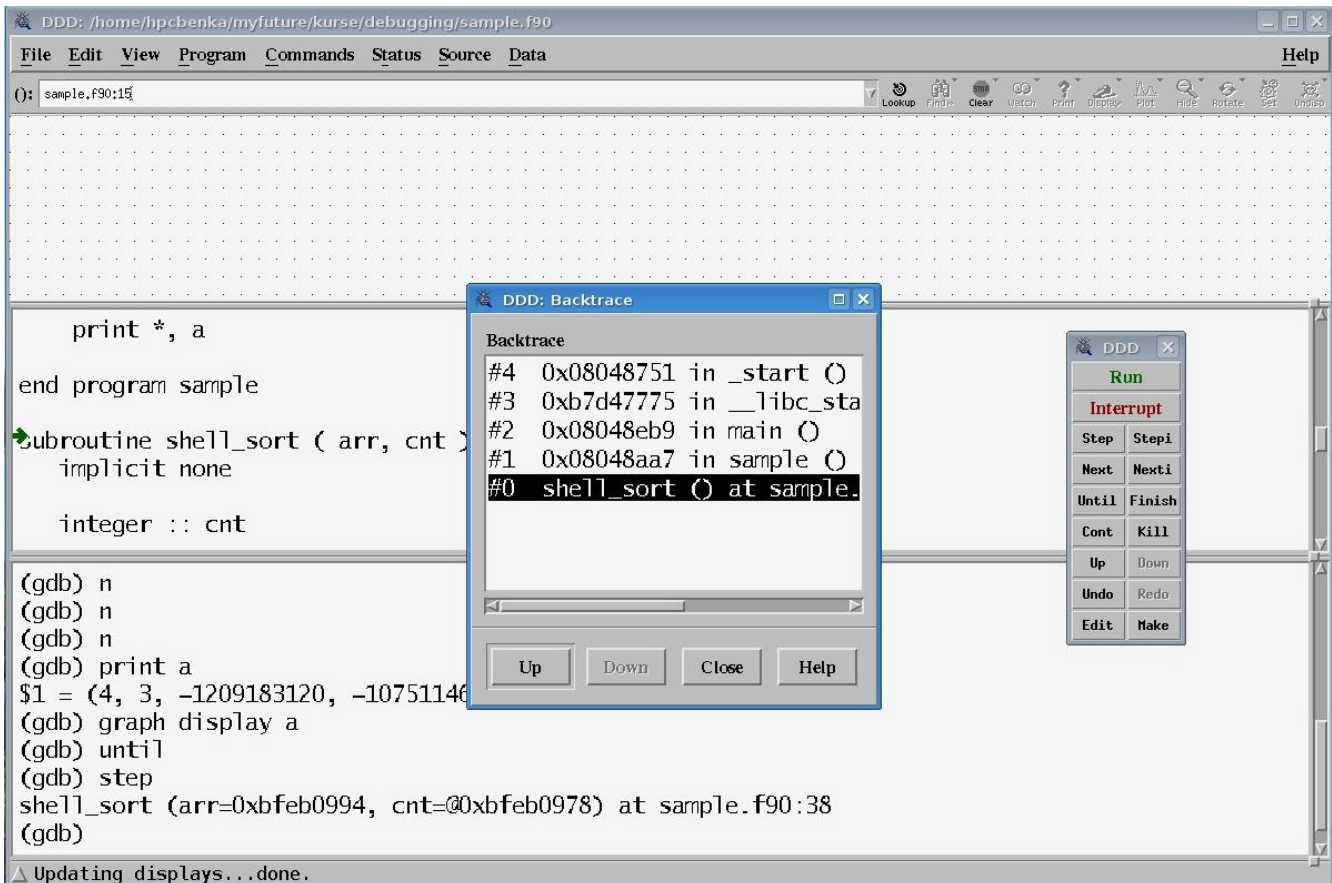 DDD: /home/hpcbenka/myfuture/kurse/debugging/sample.f90
File Edit View Program Commands Status Source Data Help
(): sample.f90:15
Lookup Find» Clear Watch Print Display Plot Hide Rotate Set Undisp
print *, a
end program sample
subroutine shell_sort ( arr, cnt )
implicit none
integer :: cnt
DDD: Backtrace
Backtrace
#4 0x08048751 in _start ()
#3 0xb7d47775 in __libc_sta
#2 0x08048eb9 in main ()
#1 0x08048aa7 in sample ()
#0 shell_sort () at sample.
Up Down Close Help
DDD
Run
Interrupt
Step Stepi
Next Nexti
Until Finish
Cont Kill
Up Down
Undo Redo
Edit Make
(gdb) n
(gdb) n
(gdb) n
(gdb) print a
$1 = (4, 3, -1209183120, -10751146
(gdb) graph display a
(gdb) until
(gdb) step
shell_sort (arr=0xbfeb0994, cnt=@0xbfeb0978) at sample.f90:38
(gdb)
Updating displays...done.